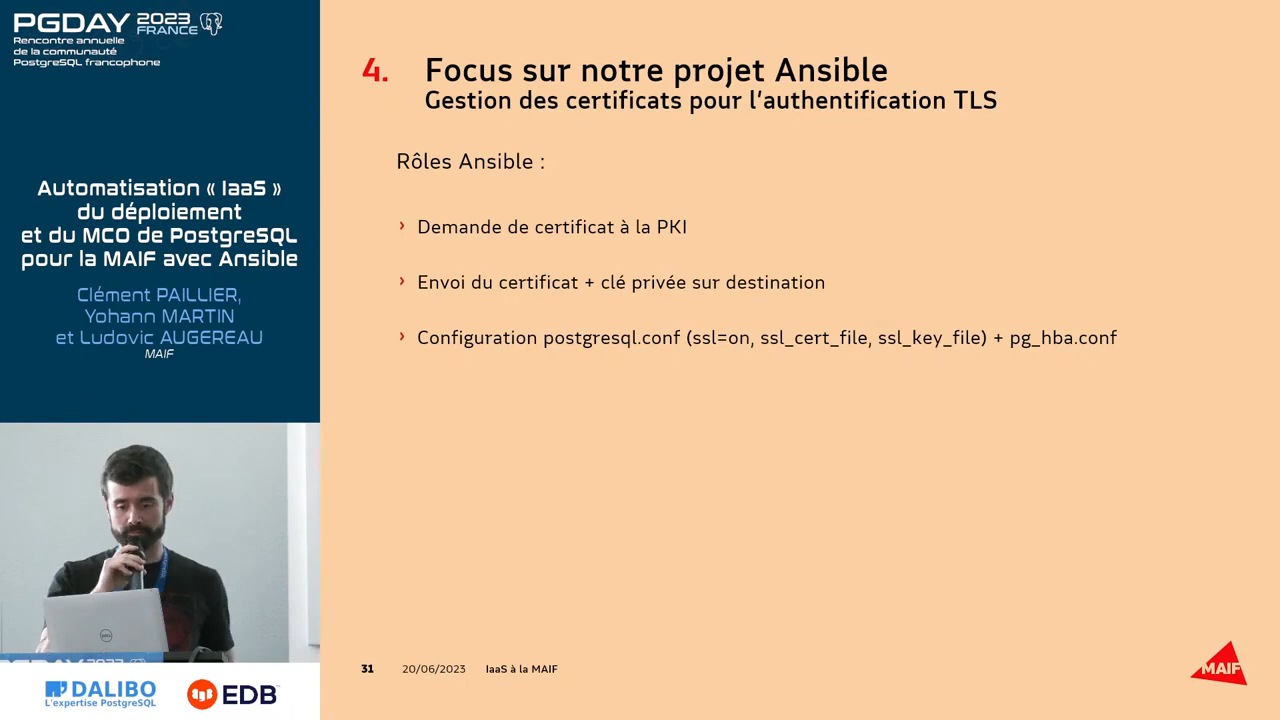 PGDAY 2023 FRANCE
Rencontre annuelle
de la communauté
PostgreSQL francophone
Automatisation « IaaS »
du déploiement
et du MCO de PostgreSQL
pour la MAIF avec Ansible
Clément PAILLIER,
Yohann MARTIN
et Ludovic AUGEREAU
MAIF
4. Focus sur notre projet Ansible
Gestion des certificats pour l’authentification TLS
Rôles Ansible :
› Demande de certificat à la PKI
› Envoi du certificat + clé privée sur destination
› Configuration postgresql.conf (ssl=on, ssl_cert_file, ssl_key_file) + pg_hba.conf
DELL
PGDAY 2023
DALIBO
L'expertise PostgreSQL
EDB
31 20/06/2023 IaaS à la MAIF
MAIF